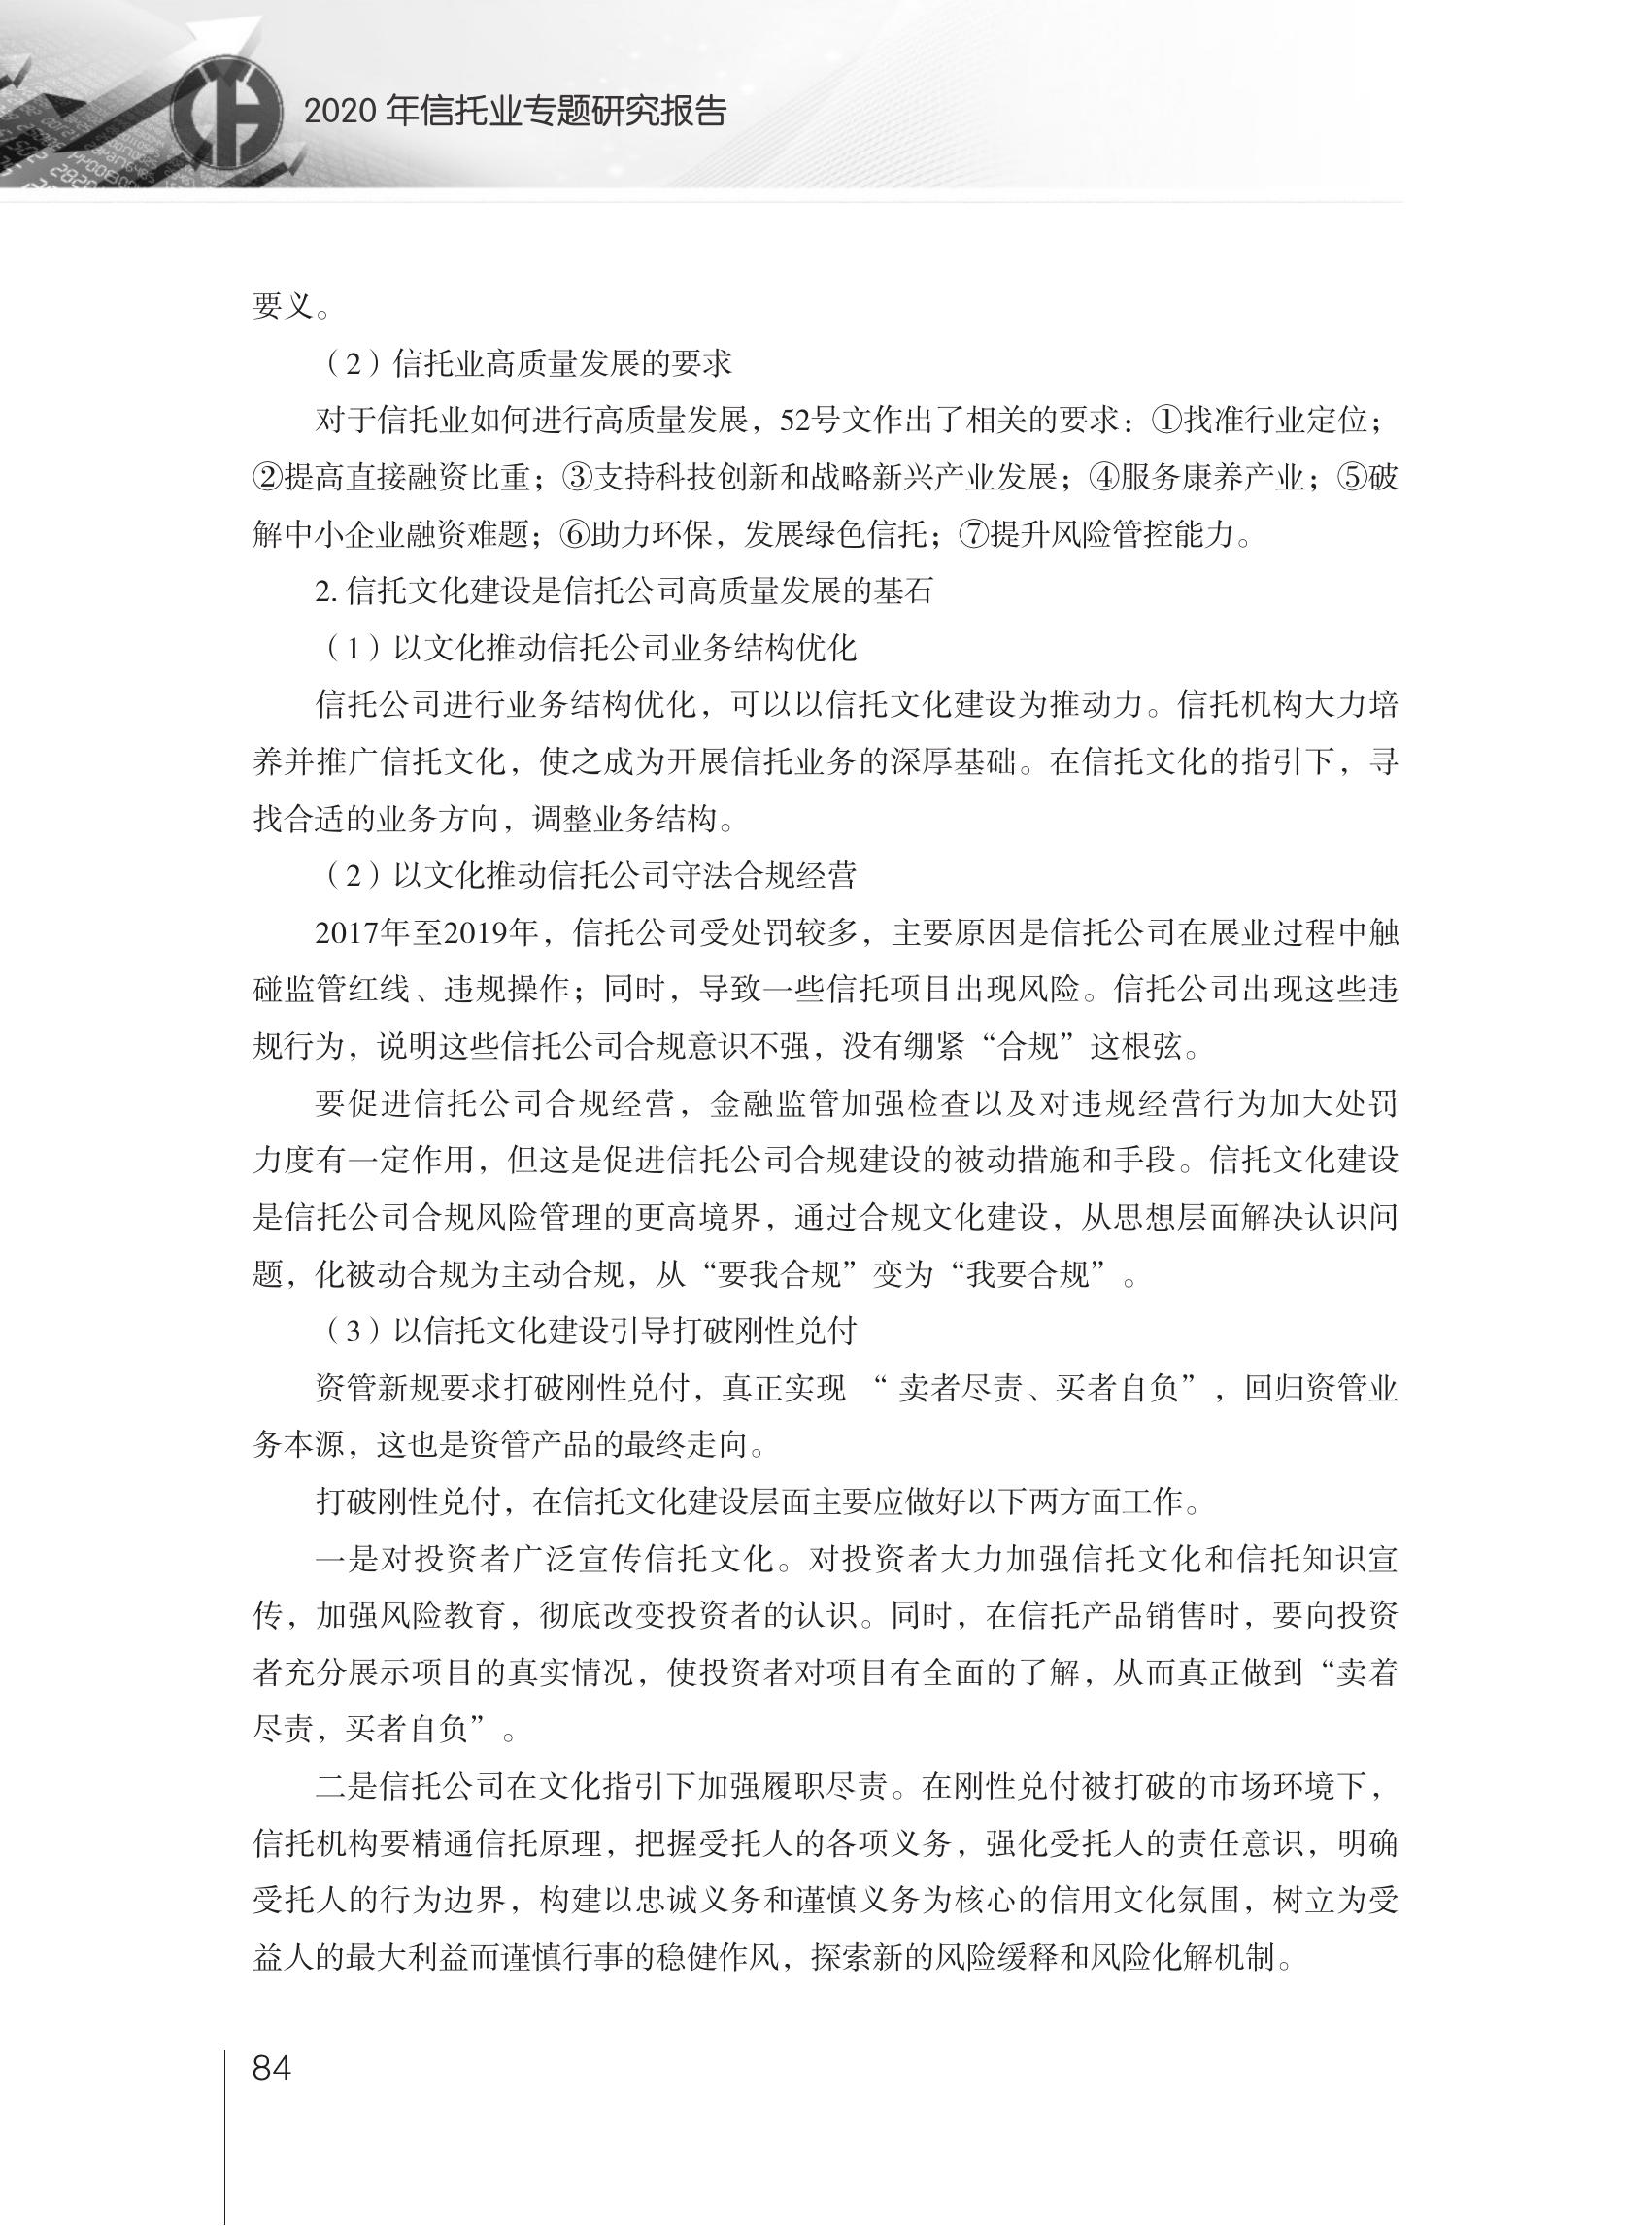 2020 年信托业专题研究报告
要义。
（2）信托业高质量发展的要求
对于信托业如何进行高质量发展，52号文作出了相关的要求：①找准行业定位；
②提高直接融资比重；③支持科技创新和战略新兴产业发展；④服务康养产业；⑤破
解中小企业融资难题；⑥助力环保，发展绿色信托；⑦提升风险管控能力。
2. 信托文化建设是信托公司高质量发展的基石
（1）以文化推动信托公司业务结构优化
信托公司进行业务结构优化，可以以信托文化建设为推动力。信托机构大力培
养并推广信托文化，使之成为开展信托业务的深厚基础。在信托文化的指引下，寻
找合适的业务方向，调整业务结构。
（2）以文化推动信托公司守法合规经营
2017年至2019年，信托公司受处罚较多，主要原因是信托公司在展业过程中触
碰监管红线、违规操作；同时，导致一些信托项目出现风险。信托公司出现这些违
规行为，说明这些信托公司合规意识不强，没有绷紧“合规”这根弦。
要促进信托公司合规经营，金融监管加强检查以及对违规经营行为加大处罚
力度有一定作用，但这是促进信托公司合规建设的被动措施和手段。信托文化建设
是信托公司合规风险管理的更高境界，通过合规文化建设，从思想层面解决认识问
题，化被动合规为主动合规，从“要我合规”变为“我要合规”。
（3）以信托文化建设引导打破刚性兑付
资管新规要求打破刚性兑付，真正实现 “ 卖者尽责、买者自负”，回归资管业
务本源，这也是资管产品的最终走向。
打破刚性兑付，在信托文化建设层面主要应做好以下两方面工作。
一是对投资者广泛宣传信托文化。对投资者大力加强信托文化和信托知识宣
传，加强风险教育，彻底改变投资者的认识。同时，在信托产品销售时，要向投资
者充分展示项目的真实情况，使投资者对项目有全面的了解，从而真正做到“卖着
尽责，买者自负”。
二是信托公司在文化指引下加强履职尽责。在刚性兑付被打破的市场环境下，
信托机构要精通信托原理，把握受托人的各项义务，强化受托人的责任意识，明确
受托人的行为边界，构建以忠诚义务和谨慎义务为核心的信用文化氛围，树立为受
益人的最大利益而谨慎行事的稳健作风，探索新的风险缓释和风险化解机制。
84